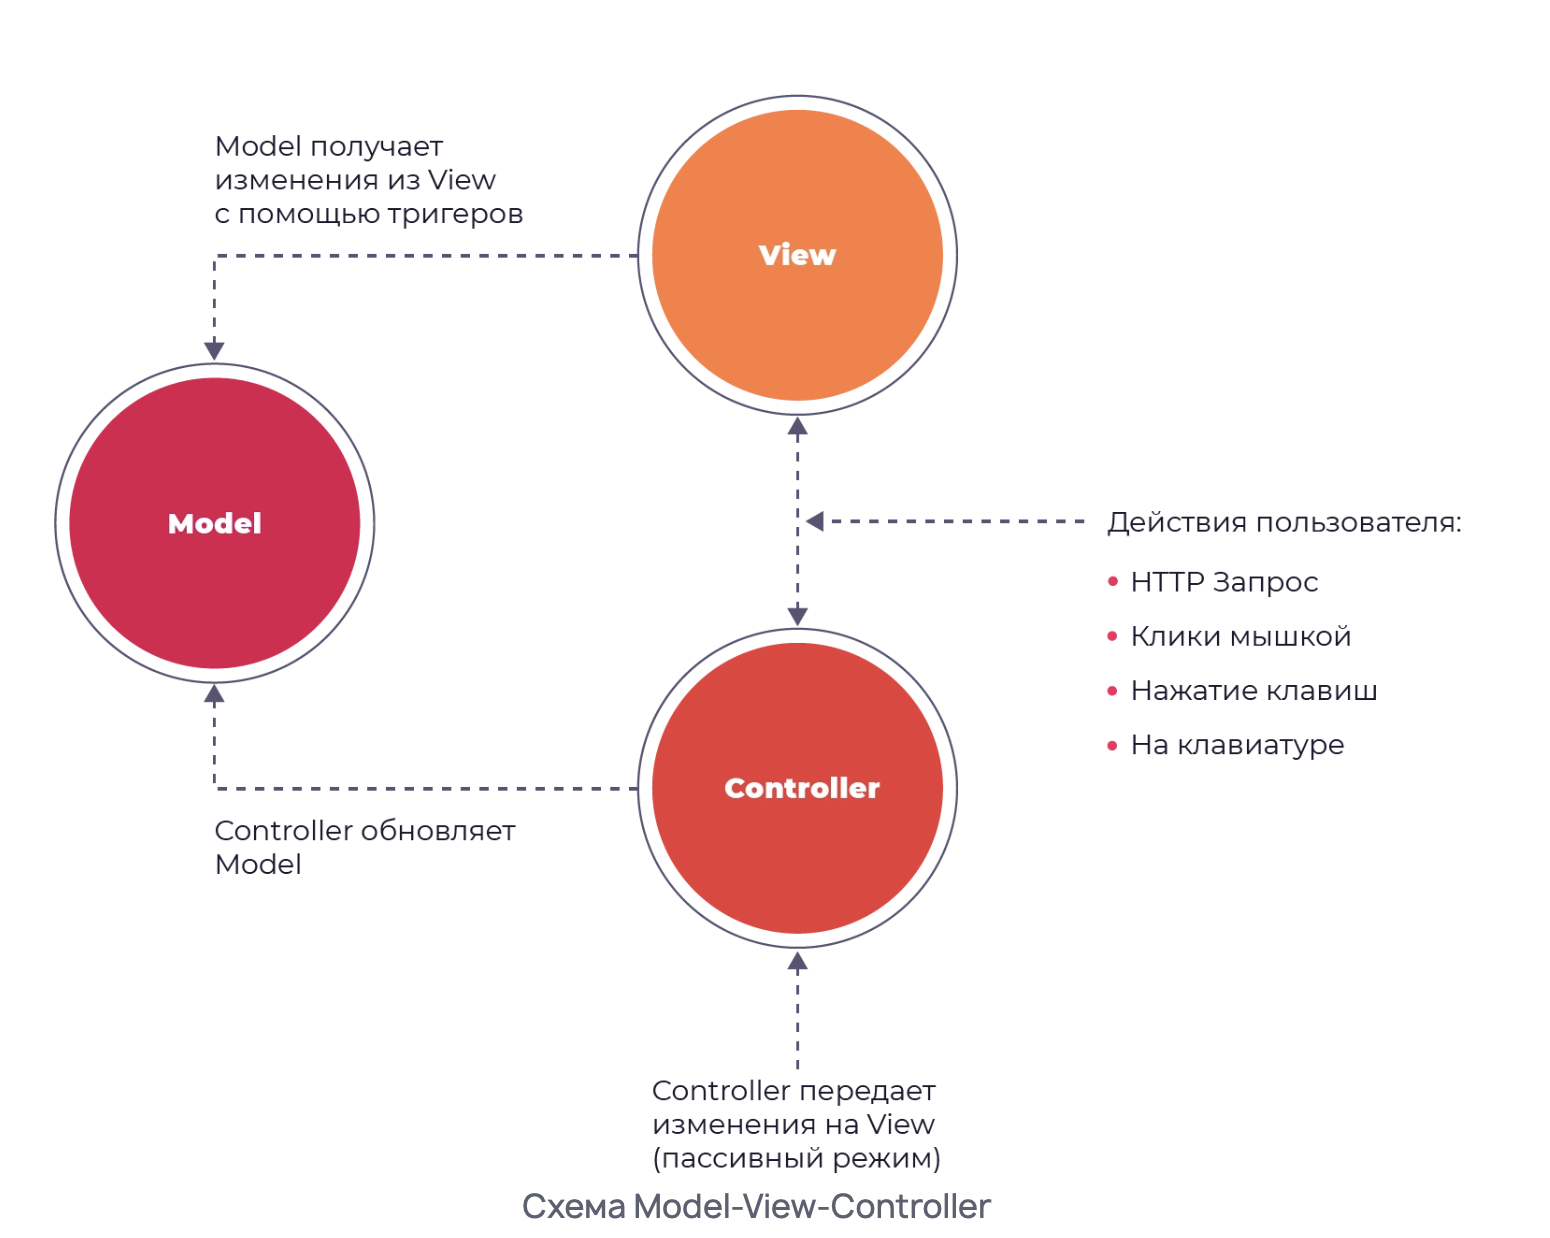 Model получает
изменения из View
с помощью тригеров
View
Model
Действия пользователя:
HTTP Запрос
Клики мышкой
Нажатие клавиш
На клавиатуре
Controller
Controller обновляет
Model
Controller передает
изменения на View
(пассивный режим)
Схема Model-View-Controller